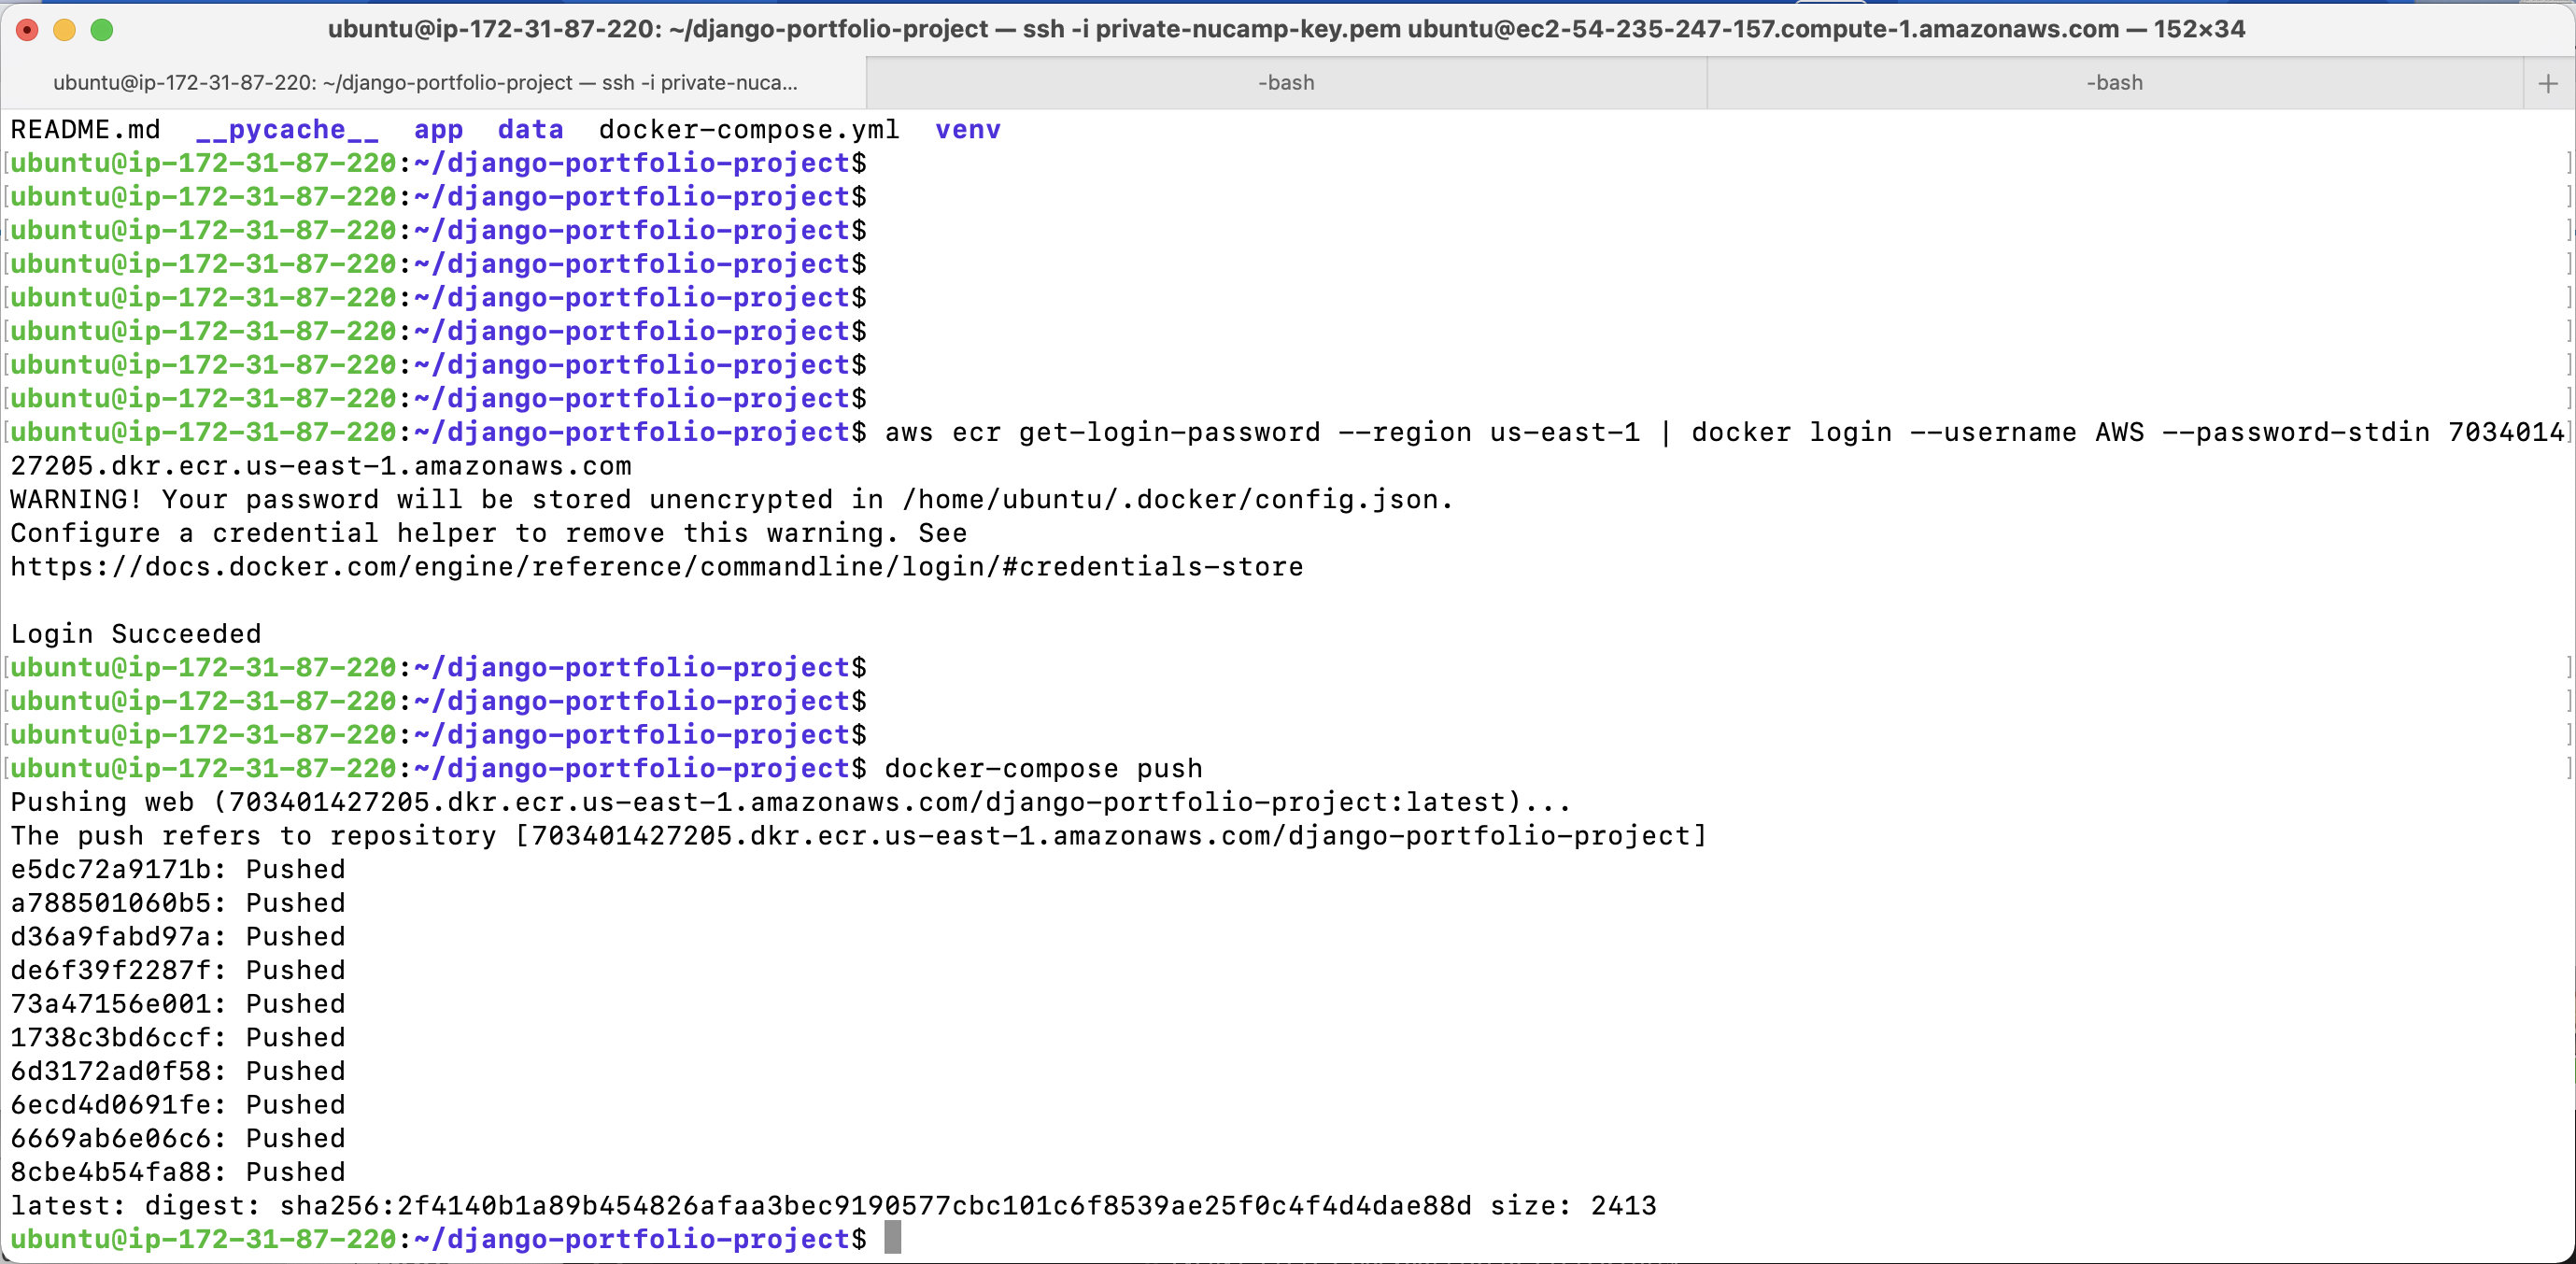 ubuntu@ip-172-31-87-220: ~/django-portfolio-project — ssh -i private-nucamp-key.pem ubuntu@ec2-54-235-247-157.compute-1.amazonaws.com — 152×34
ubuntu@ip-172-31-87-220: ~/django-portfolio-project — ssh -i private-nuca... -bash -bash +
README.md  __pycache__  app  data  docker-compose.yml  venv
[ubuntu@ip-172-31-87-220:~/django-portfolio-project$ ]
[ubuntu@ip-172-31-87-220:~/django-portfolio-project$ ]
[ubuntu@ip-172-31-87-220:~/django-portfolio-project$ ]
[ubuntu@ip-172-31-87-220:~/django-portfolio-project$ ]
[ubuntu@ip-172-31-87-220:~/django-portfolio-project$ ]
[ubuntu@ip-172-31-87-220:~/django-portfolio-project$ ]
[ubuntu@ip-172-31-87-220:~/django-portfolio-project$ ]
[ubuntu@ip-172-31-87-220:~/django-portfolio-project$ ]
[ubuntu@ip-172-31-87-220:~/django-portfolio-project$ aws ecr get-login-password --region us-east-1 | docker login --username AWS --password-stdin 7034014]
27205.dkr.ecr.us-east-1.amazonaws.com
WARNING! Your password will be stored unencrypted in /home/ubuntu/.docker/config.json.
Configure a credential helper to remove this warning. See
https://docs.docker.com/engine/reference/commandline/login/#credentials-store
Login Succeeded
[ubuntu@ip-172-31-87-220:~/django-portfolio-project$ ]
[ubuntu@ip-172-31-87-220:~/django-portfolio-project$ ]
[ubuntu@ip-172-31-87-220:~/django-portfolio-project$ ]
[ubuntu@ip-172-31-87-220:~/django-portfolio-project$ docker-compose push ]
Pushing web (703401427205.dkr.ecr.us-east-1.amazonaws.com/django-portfolio-project:latest)...
The push refers to repository [703401427205.dkr.ecr.us-east-1.amazonaws.com/django-portfolio-project]
e5dc72a9171b: Pushed
a788501060b5: Pushed
d36a9fabd97a: Pushed
de6f39f2287f: Pushed
73a47156e001: Pushed
1738c3bd6ccf: Pushed
6d3172ad0f58: Pushed
6ecd4d0691fe: Pushed
6669ab6e06c6: Pushed
8cbe4b54fa88: Pushed
latest: digest: sha256:2f4140b1a89b454826afaa3bec9190577cbc101c6f8539ae25f0c4f4d4dae88d size: 2413
ubuntu@ip-172-31-87-220:~/django-portfolio-project$